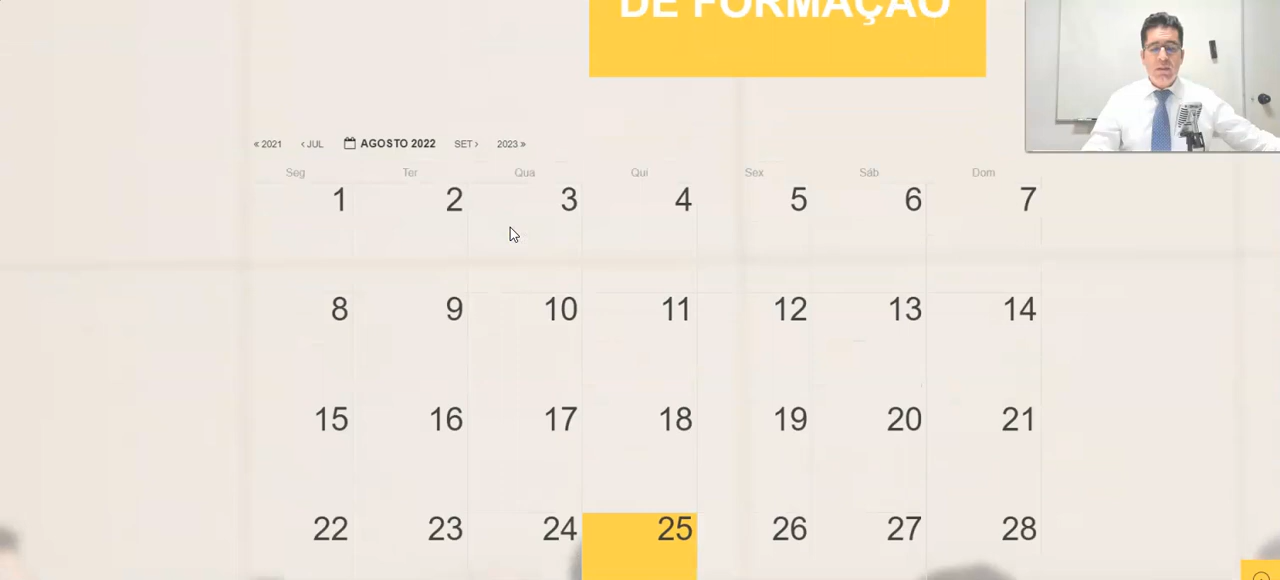 DE FORMAÇÃO
« 2021 ‹ JUL AGOSTO 2022 SET › 2023 »
Seg Ter Qua Qui Sex Sáb Dom
1 2 3 4 5 6 7
8 9 10 11 12 13 14
15 16 17 18 19 20 21
22 23 24 25 26 27 28